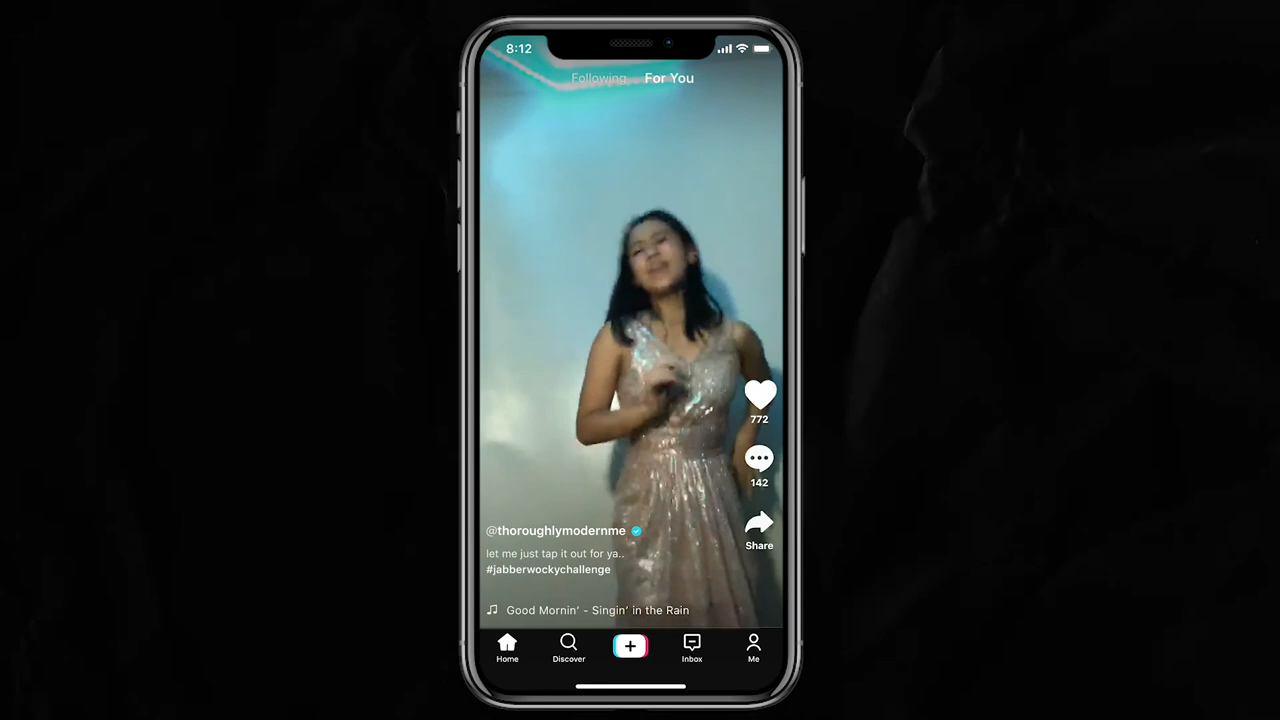 8:12
Following For You
772
142
Share
@thoroughlymodernme
let me just tap it out for ya..
#jabberwockychallenge
Good Mornin' - Singin' in the Rain
Home Discover Inbox Me